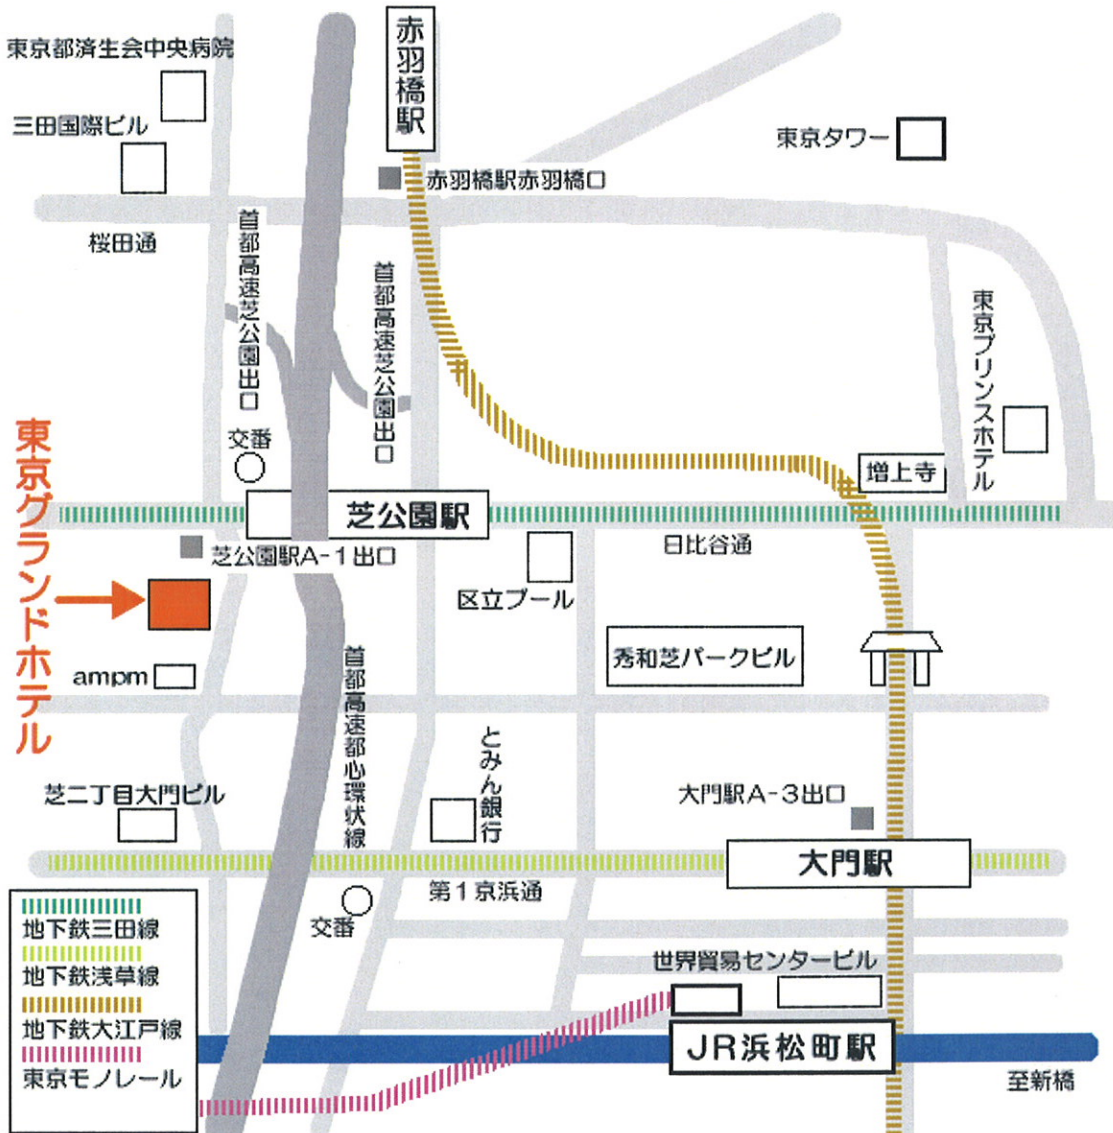 東京都済生会中央病院
赤羽橋駅
三田国際ビル
東京タワー
赤羽橋駅赤羽橋口
桜田通
首都高速芝公園出口
首都高速芝公園出口
東京プリンスホテル
交番
増上寺
東京グランドホテル
芝公園駅
日比谷通
芝公園駅A-1出口
区立プール
秀和芝パークビル
ampm
首都高速都心環状線
とみん銀行
芝二丁目大門ビル
大門駅A-3出口
大門駅
第1京浜通
交番
地下鉄三田線
地下鉄浅草線
地下鉄大江戸線
東京モノレール
世界貿易センタービル
JR浜松町駅
至新橋